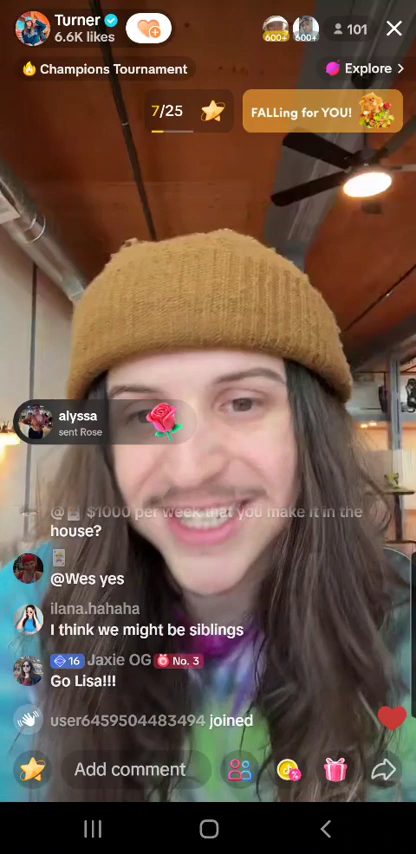 Turner
6.6K likes
600+
600+
101
Champions Tournament
Explore >
7/25
FALLing for YOU!
alyssa
sent Rose
@🃏 $1000 per week that you make it in the
house?
🃏
@Wes yes
ilana.hahaha
I think we might be siblings
16 Jaxie OG No. 3
Go Lisa!!!
user6459504483494 joined
Add comment